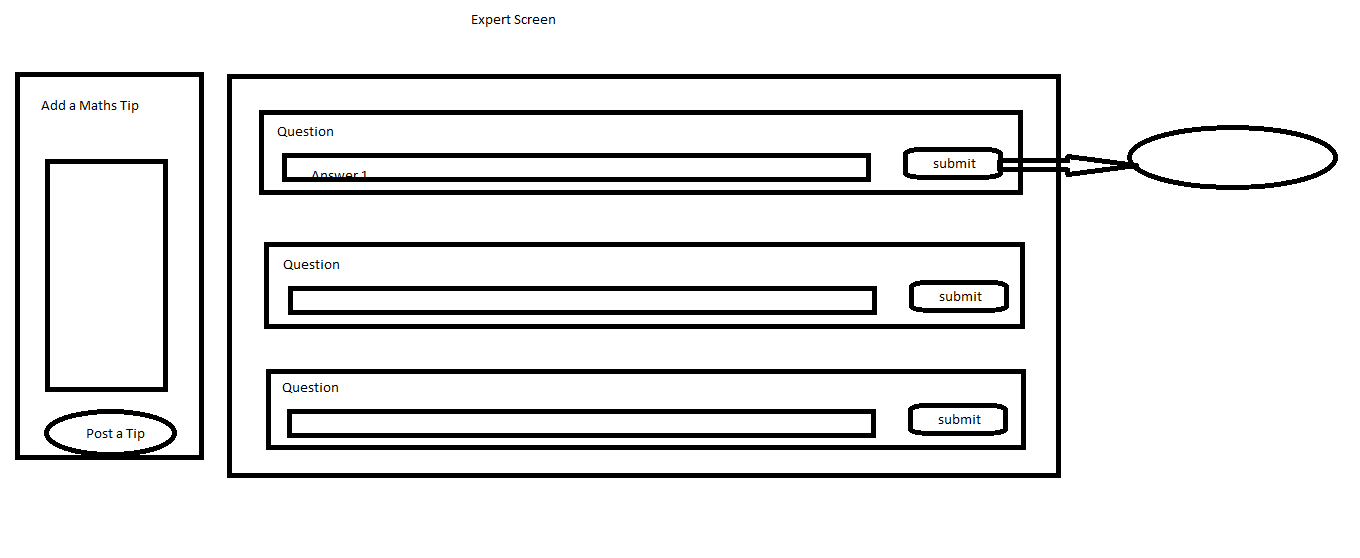 Expert Screen
Add a Maths Tip
Post a Tip
Question
Answer 1
submit
Question
submit
Question
submit